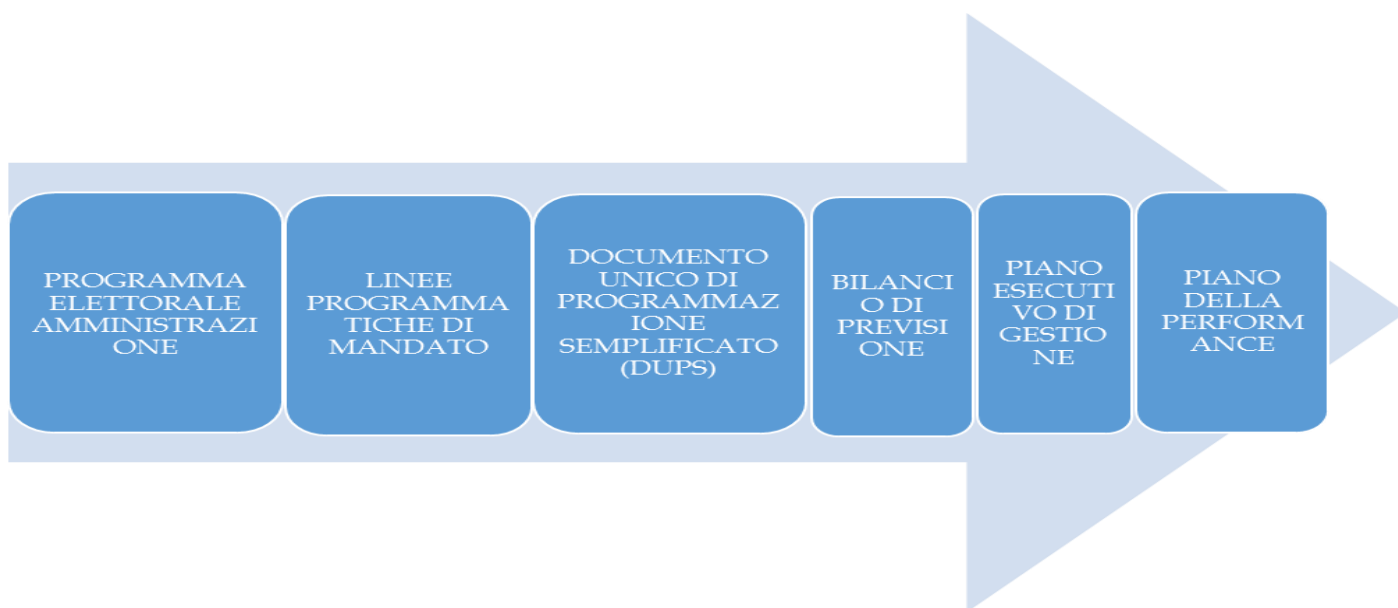 PROGRAMMA
ELETTORALE
AMMINISTRAZI
ONE
LINEE
PROGRAMMA
TICHE DI
MANDATO
DOCUMENTO
UNICO DI
PROGRAMMAZ
IONE
SEMPLIFICATO
(DUPS)
BILANCI
O DI
PREVISI
ONE
PIANO
ESECUTI
VO DI
GESTIO
NE
PIANO
DELLA
PERFORM
ANCE